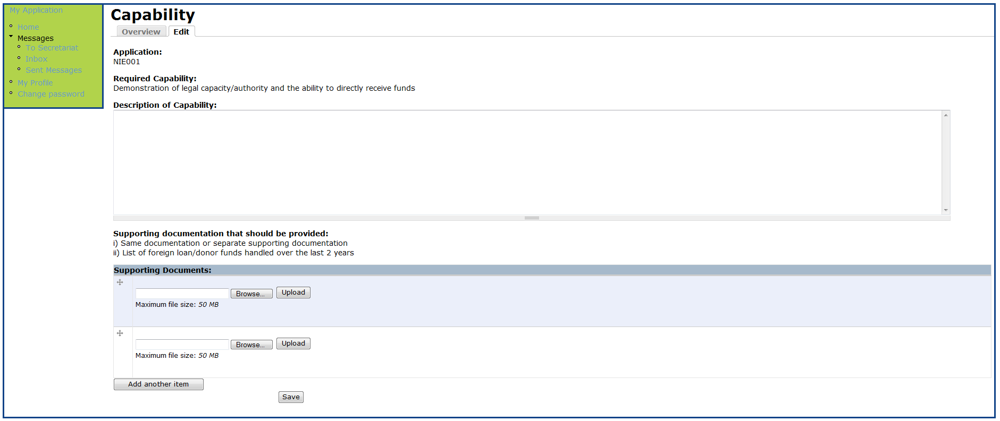 My Application
Home
Messages
To Secretariat
Inbox
Sent Messages
My Profile
Change password
Capability
Overview
Edit
Application:
NIE001
Required Capability:
Demonstration of legal capacity/authority and the ability to directly receive funds
Description of Capability:
Supporting documentation that should be provided:
i) Same documentation or separate supporting documentation
ii) List of foreign loan/donor funds handled over the last 2 years
Supporting Documents:
Browse... Upload
Maximum file size: 50 MB
Browse... Upload
Maximum file size: 50 MB
Add another item
Save